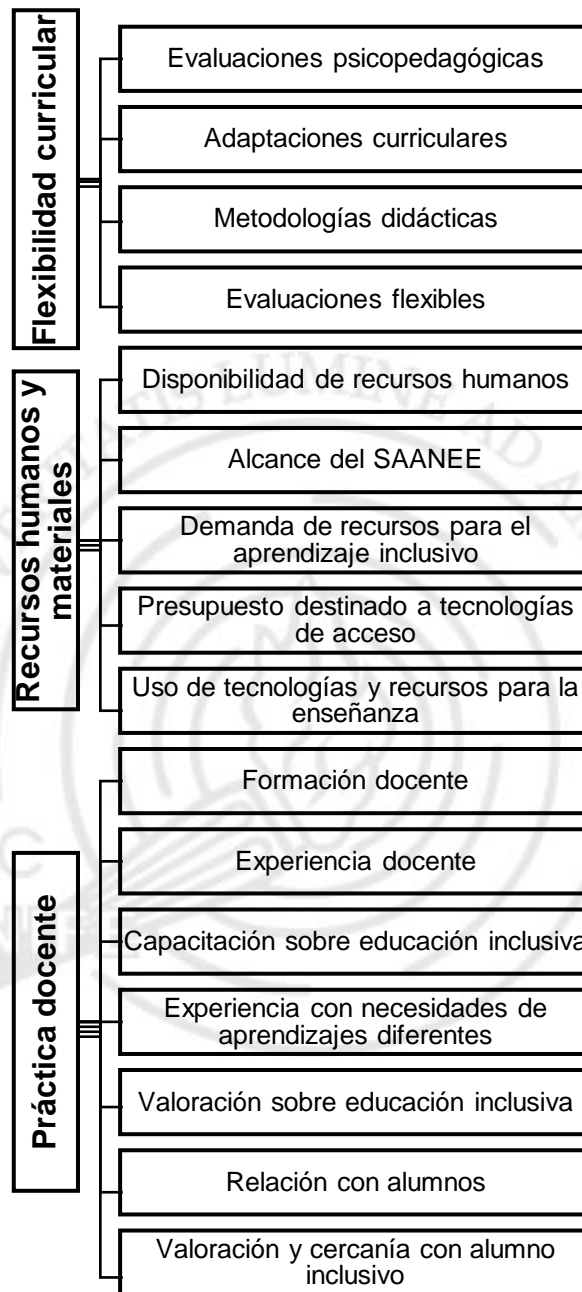 Flexibilidad curricular
Evaluaciones psicopedagógicas
Adaptaciones curriculares
Metodologías didácticas
Evaluaciones flexibles
Recursos humanos y
materiales
Disponibilidad de recursos humanos
Alcance del SAANEE
Demanda de recursos para el
aprendizaje inclusivo
Presupuesto destinado a tecnologías
de acceso
Uso de tecnologías y recursos para la
enseñanza
Práctica docente
Formación docente
Experiencia docente
Capacitación sobre educación inclusiva
Experiencia con necesidades de
aprendizajes diferentes
Valoración sobre educación inclusiva
Relación con alumnos
Valoración y cercanía con alumno
inclusivo